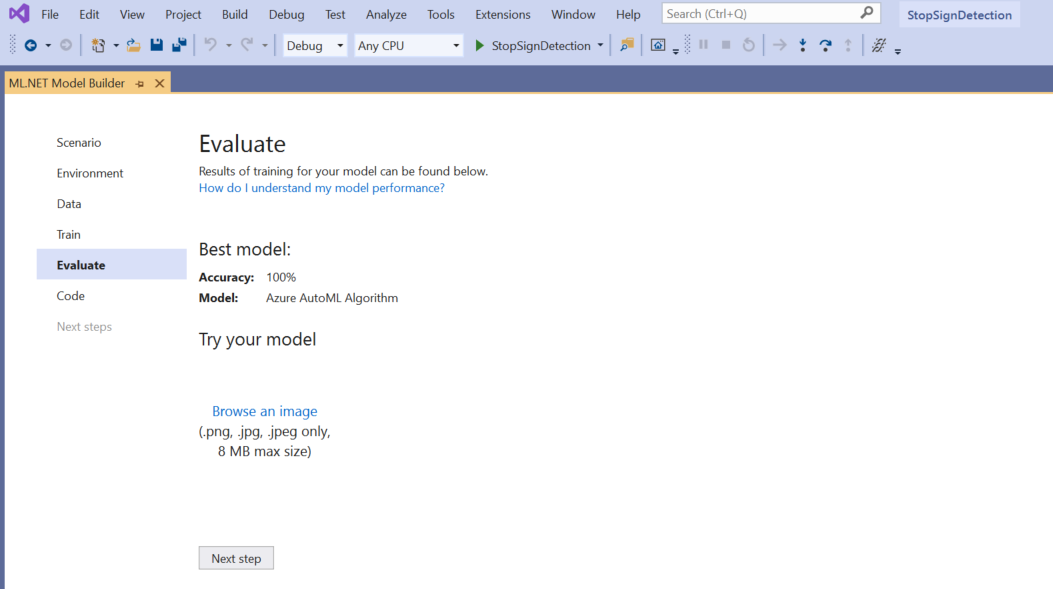 File Edit View Project Build Debug Test Analyze Tools Extensions Window Help Search (Ctrl+Q) StopSignDetection
Debug Any CPU StopSignDetection
ML.NET Model Builder
Scenario
Environment
Data
Train
Evaluate
Code
Next steps
Evaluate
Results of training for your model can be found below.
How do I understand my model performance?
Best model:
Accuracy: 100%
Model: Azure AutoML Algorithm
Try your model
Browse an image
(.png, .jpg, .jpeg only,
8 MB max size)
Next step